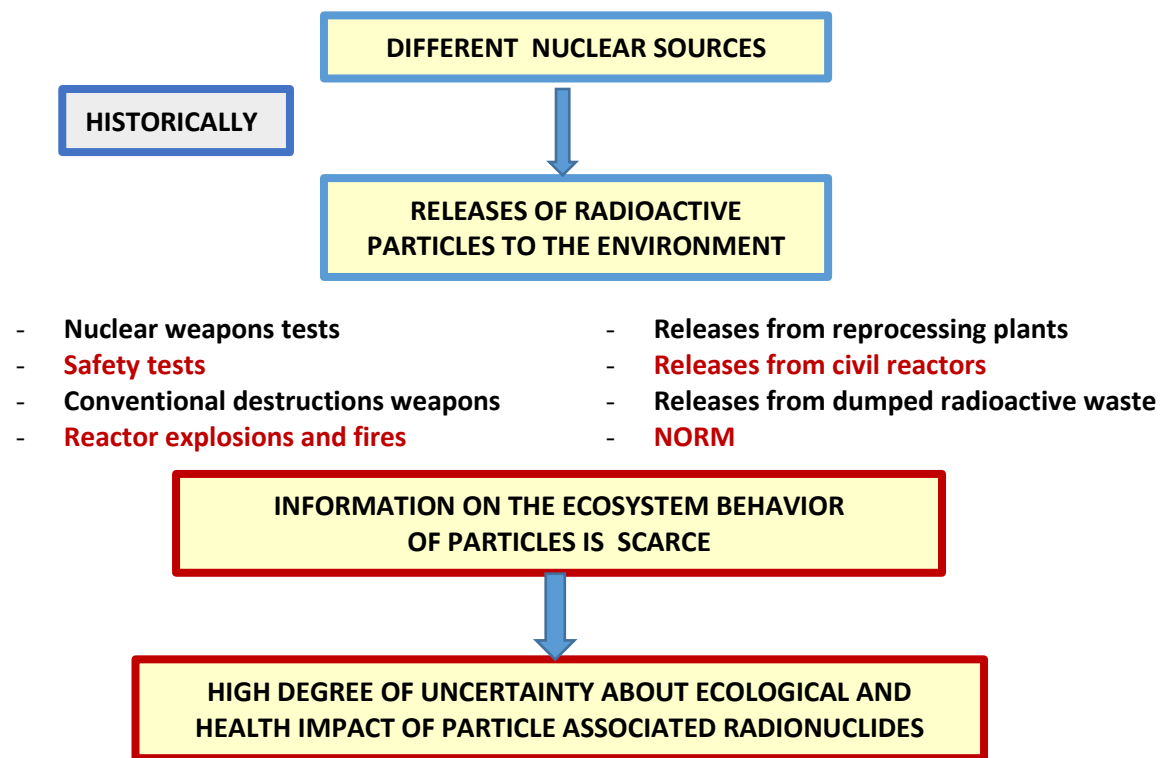 DIFFERENT NUCLEAR SOURCES
HISTORICALLY
RELEASES OF RADIOACTIVE
PARTICLES TO THE ENVIRONMENT
- Nuclear weapons tests
- Safety tests
- Conventional destructions weapons
- Reactor explosions and fires
- Releases from reprocessing plants
- Releases from civil reactors
- Releases from dumped radioactive waste
- NORM
INFORMATION ON THE ECOSYSTEM BEHAVIOR
OF PARTICLES IS SCARCE
HIGH DEGREE OF UNCERTAINTY ABOUT ECOLOGICAL AND
HEALTH IMPACT OF PARTICLE ASSOCIATED RADIONUCLIDES